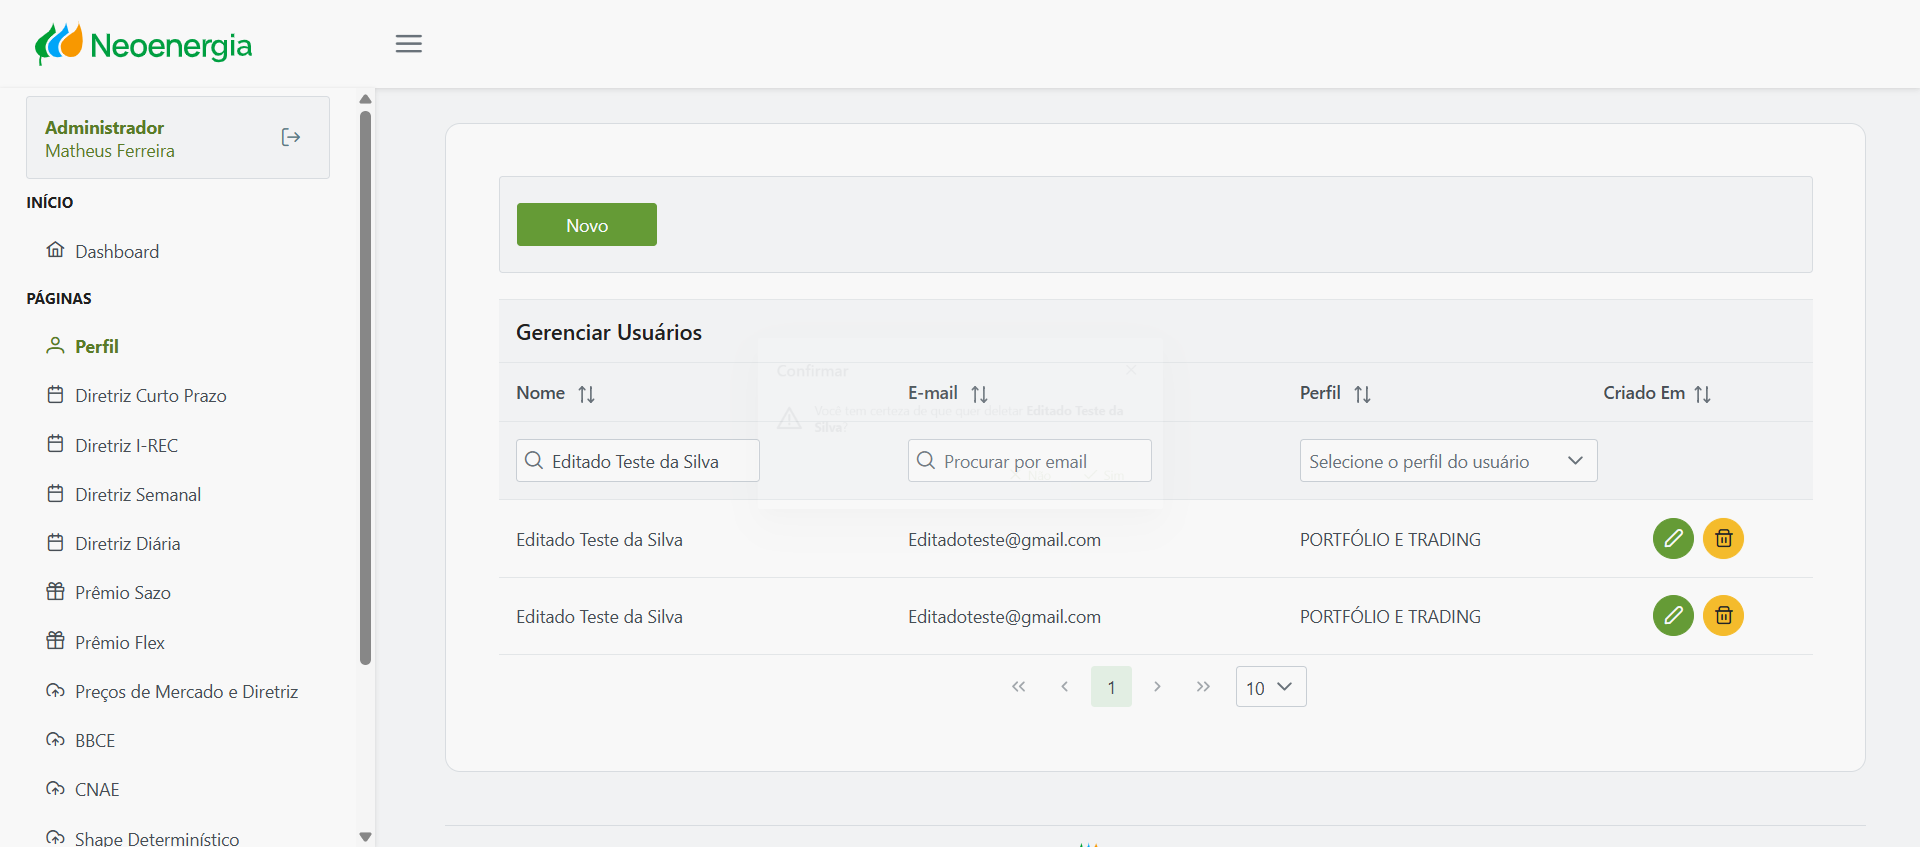 Neoenergia
Administrador
Matheus Ferreira
INÍCIO
Dashboard
PÁGINAS
Perfil
Diretriz Curto Prazo
Diretriz I-REC
Diretriz Semanal
Diretriz Diária
Prêmio Sazo
Prêmio Flex
Preços de Mercado e Diretriz
BBCE
CNAE
Shape Determinístico
Novo
Gerenciar Usuários
Confirmar
Você tem certeza de que quer deletar Editado Teste da
Silva?
Não Sim
Nome E-mail Perfil Criado Em
Editado Teste da Silva Procurar por email Selecione o perfil do usuário
Editado Teste da Silva Editadoteste@gmail.com PORTFÓLIO E TRADING
Editado Teste da Silva Editadoteste@gmail.com PORTFÓLIO E TRADING
1 10